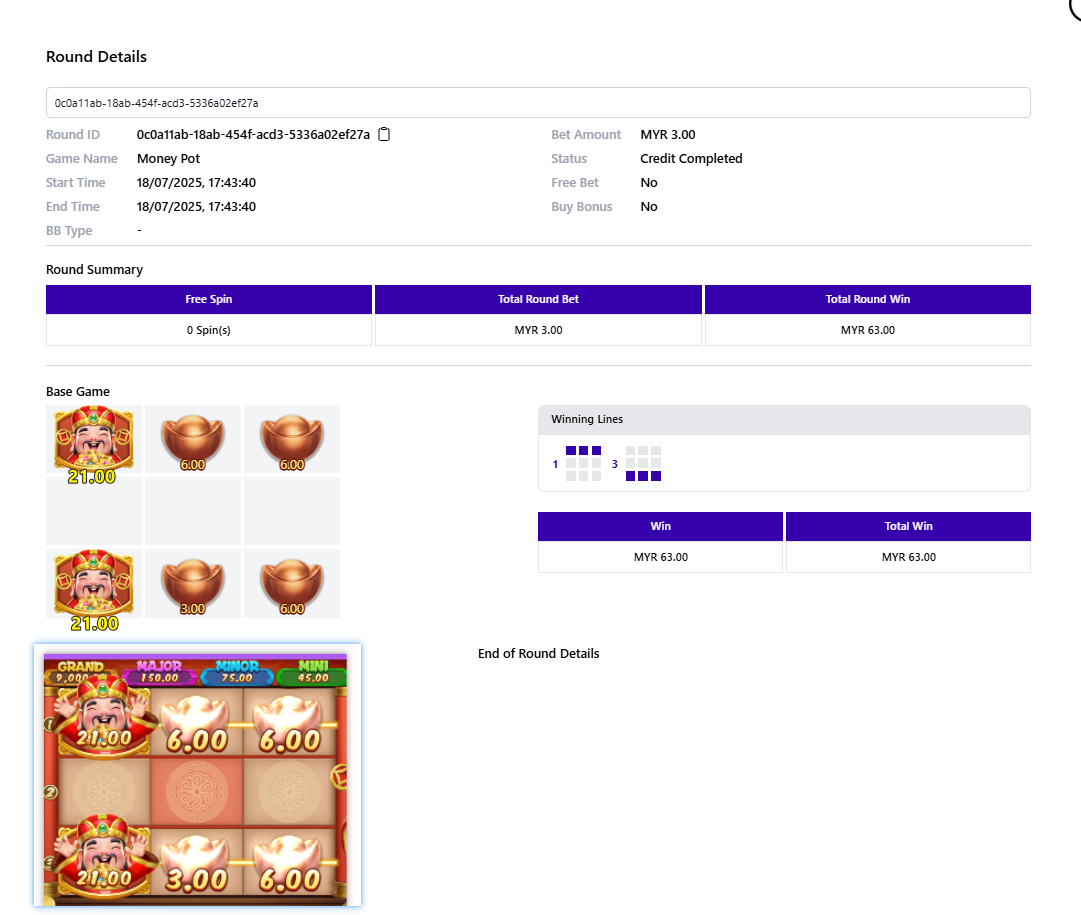 Round Details
0c0a11ab-18ab-454f-acd3-5336a02ef27a
Round ID 0c0a11ab-18ab-454f-acd3-5336a02ef27a Bet Amount MYR 3.00
Game Name Money Pot Status Credit Completed
Start Time 18/07/2025, 17:43:40 Free Bet No
End Time 18/07/2025, 17:43:40 Buy Bonus No
BB Type -
Round Summary
Free Spin Total Round Bet Total Round Win
0 Spin(s) MYR 3.00 MYR 63.00
Base Game
Winning Lines
6.00 6.00
21.00
1 3
Win Total Win
MYR 63.00 MYR 63.00
3.00 6.00
21.00
End of Round Details
GRAND MAJOR MINOR MINI
9,000 150.00 75.00 45.00
1
21.00 6.00 6.00
2
21.00 3.00 6.00